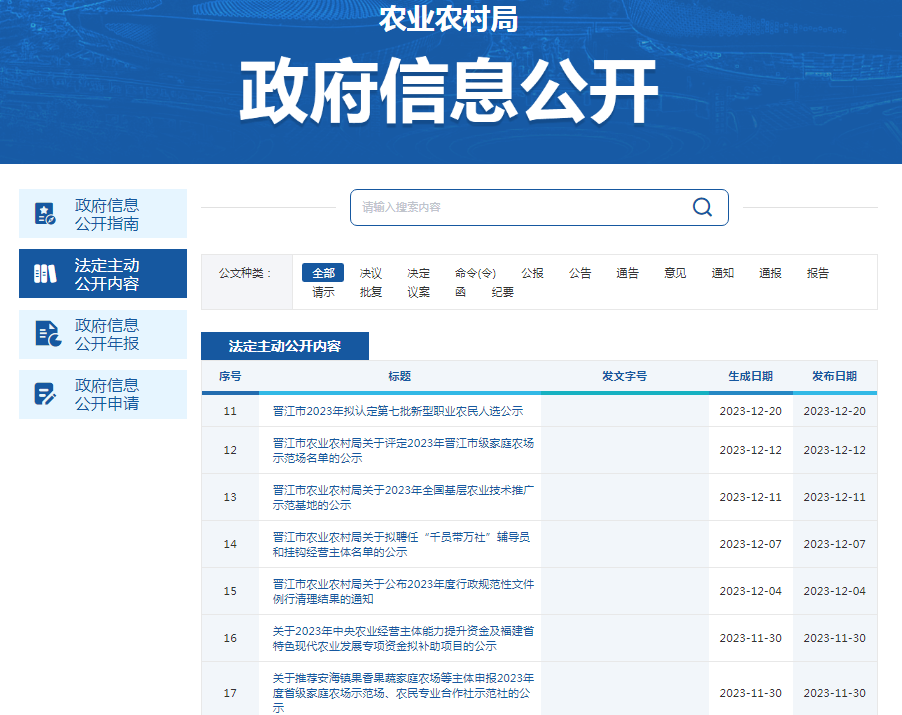 农业农村局
政府信息公开
政府信息
公开指南
法定主动
公开内容
政府信息
公开年报
政府信息
公开申请
请输入搜索内容
公文种类： 全部 决议 决定 命令(令) 公报 公告 通告 意见 通知 通报 报告
请示 批复 议案 函 纪要
法定主动公开内容
序号 标题 发文字号 生成日期 发布日期
11 晋江市2023年拟认定第七批新型职业农民人选公示 2023-12-20 2023-12-20
12 晋江市农业农村局关于评定2023年晋江市级家庭农场 2023-12-12 2023-12-12
示范场名单的公示
13 晋江市农业农村局关于2023年全国基层农业技术推广 2023-12-11 2023-12-11
示范基地的公示
14 晋江市农业农村局关于拟聘任“千员带万社”辅导员 2023-12-07 2023-12-07
和挂钩经营主体名单的公示
15 晋江市农业农村局关于公布2023年度行政规范性文件 2023-12-04 2023-12-04
例行清理结果的通知
16 关于2023年中央农业经营主体能力提升资金及福建省 2023-11-30 2023-11-30
特色现代农业发展专项资金拟补助项目的公示
关于推荐安海镇果香果蔬家庭农场等主体申报2023年
17 度省级家庭农场示范场、农民专业合作社示范社的公 2023-11-30 2023-11-30
示